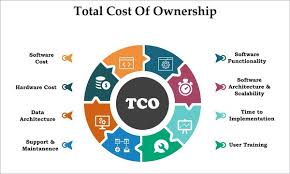 Total Cost Of Ownership
Software
Cost
Hardware Cost
Data
Architecture
Support &
Maintanence
TCO
Software
Functionality
Software
Architecture &
Scalability
Time to
Implementation
User Training